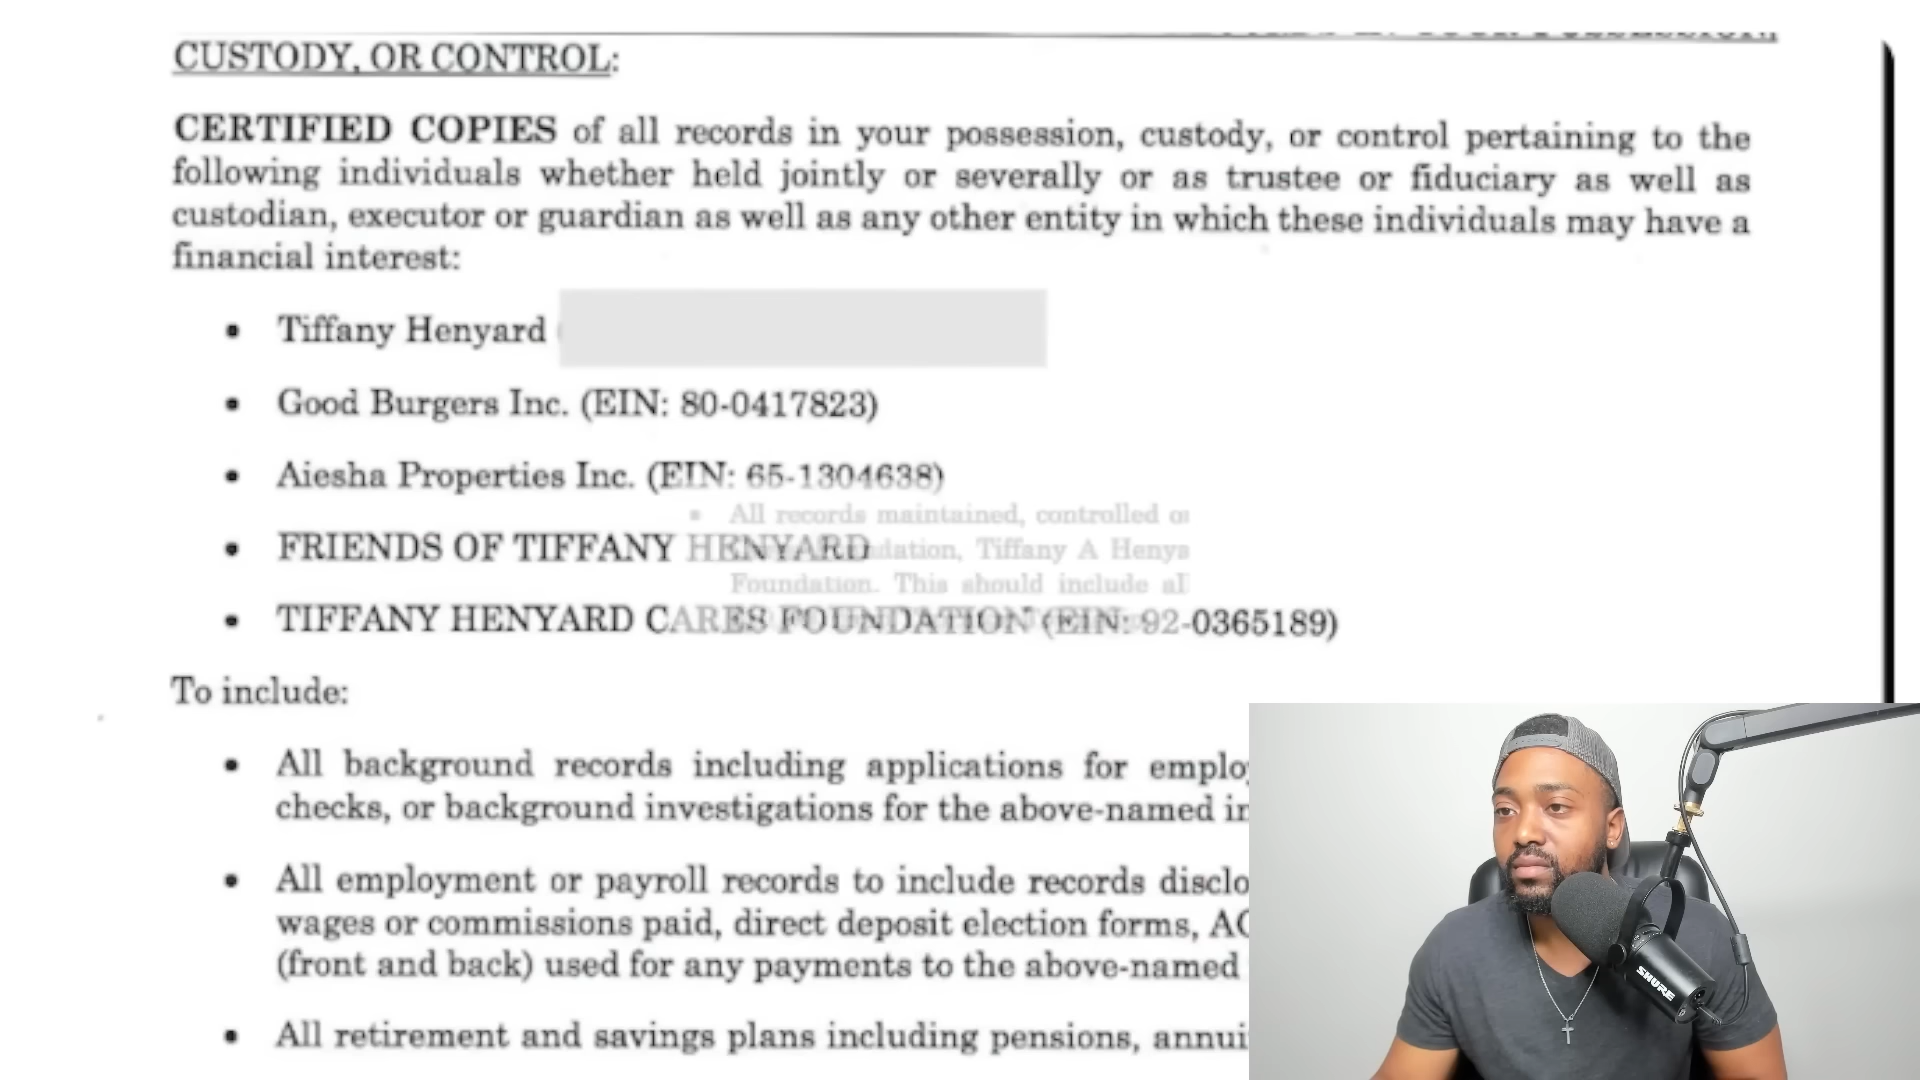 CUSTODY, OR CONTROL:
CERTIFIED COPIES of all records in your possession, custody, or control pertaining to the
following individuals whether held jointly or severally or as trustee or fiduciary as well as
custodian, executor or guardian as well as any other entity in which these individuals may have a
financial interest:
• Tiffany Henyard
• Good Burgers Inc. (EIN: 80-0417823)
• Aiesha Properties Inc. (EIN: 65-1304638)
• All records maintained, controlled or
• FRIENDS OF TIFFANY HENYARD
Tiffany A Henya
Foundation. This should include al
• TIFFANY HENYARD CARES FOUNDATION (EIN: 92-0365189)
To include:
• All background records including applications for emplo
checks, or background investigations for the above-named in
• All employment or payroll records to include records disclo
wages or commissions paid, direct deposit election forms, AC
(front and back) used for any payments to the above-named
• All retirement and savings plans including pensions, annui
SHURE